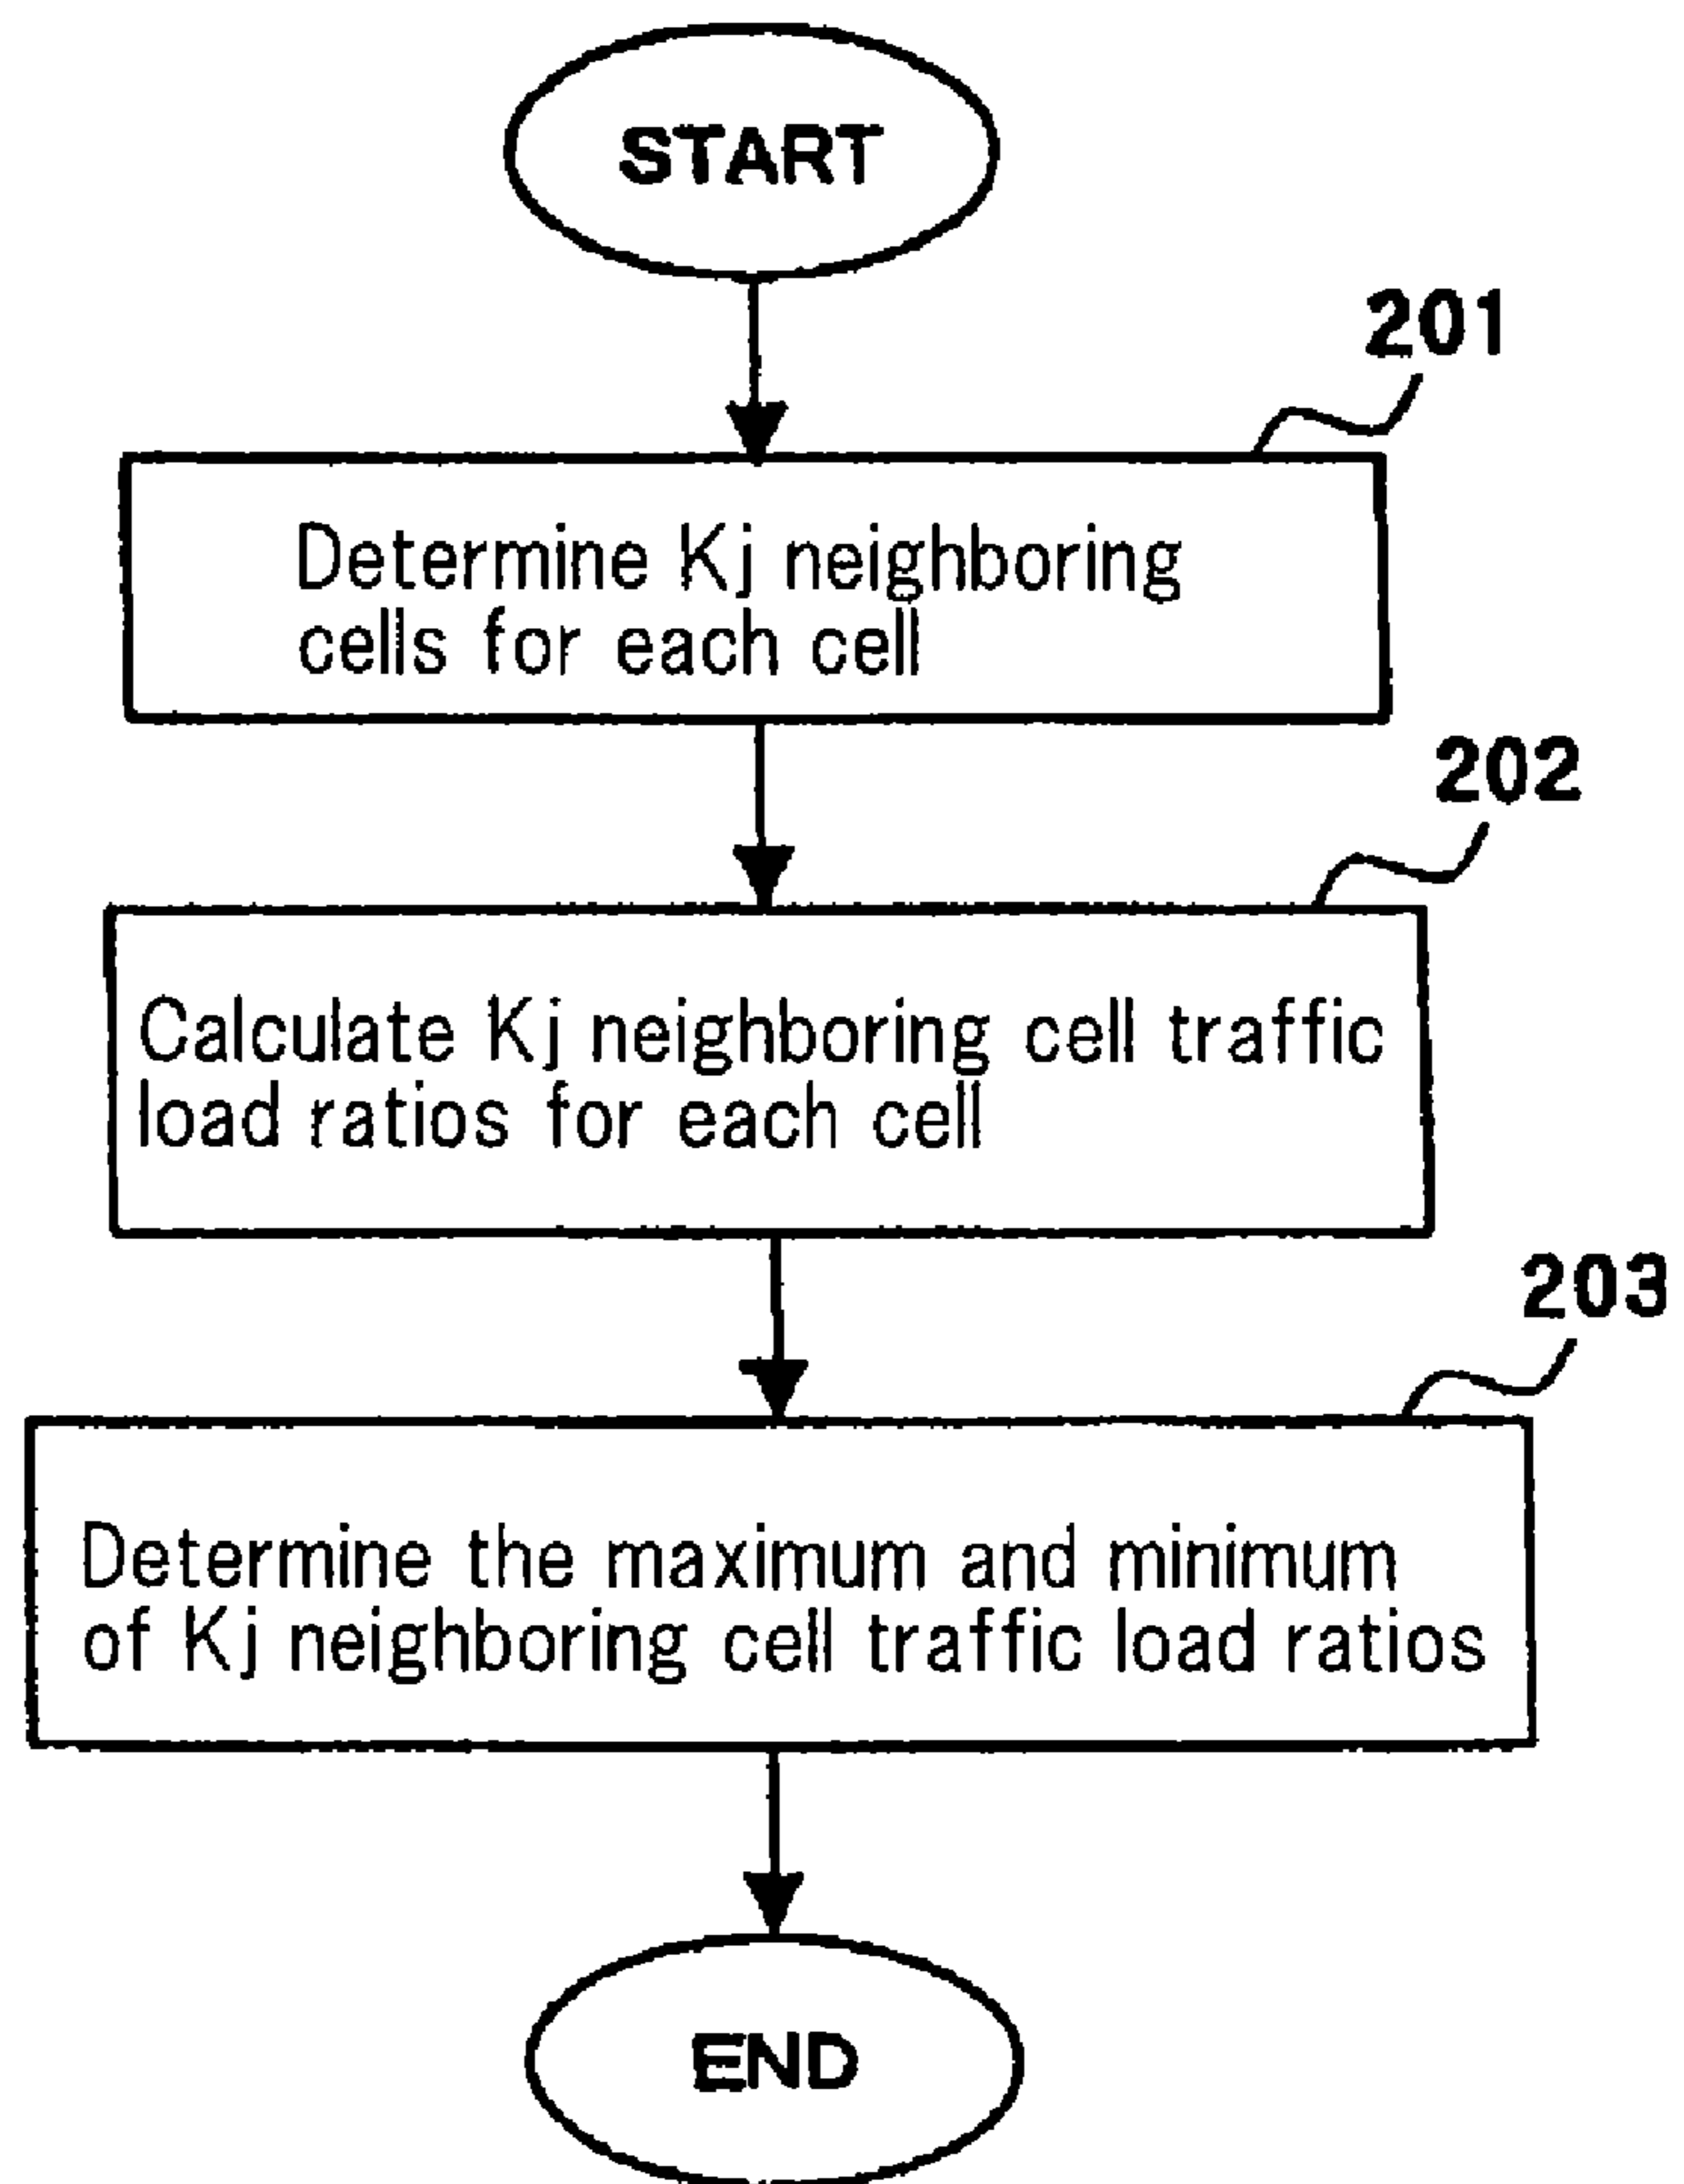 START
201
Determine Kj neighboring
cells for each cell
202
Calculate Kj neighboring cell traffic
load ratios for each cell
203
Determine the maximum and minimum
of Kj neighboring cell traffic load ratios
END